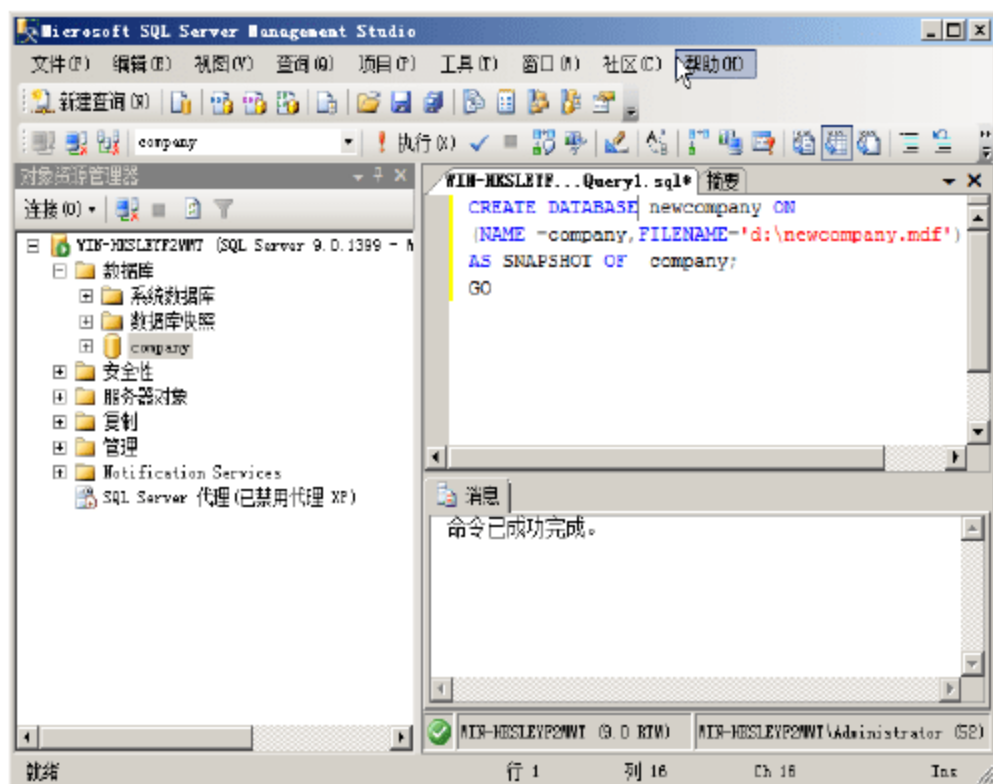 Microsoft SQL Server Management Studio
文件(F) 编辑(E) 视图(V) 查询(Q) 项目(P) 工具(T) 窗口(W) 社区(C) 帮助(H)
新建查询(N)
company 执行(X)
对象资源管理器
连接(O)
WIN-HKSLEYP2WWT (SQL Server 9.0.1399 - W
数据库
系统数据库
数据库快照
company
安全性
服务器对象
复制
管理
Notification Services
SQL Server 代理(已禁用代理 XP)
WIN-HKSLEYF...Query1.sql* 摘要
CREATE DATABASE newcompany ON
(NAME =company,FILENAME='d:\newcompany.mdf')
AS SNAPSHOT OF company;
GO
消息
命令已成功完成。
WIN-HKSLEYP2WWT (9.0 RTM) WIN-HKSLEYP2WWT\Administrator (52)
就绪 行 1 列 16 Ch 16 Ins